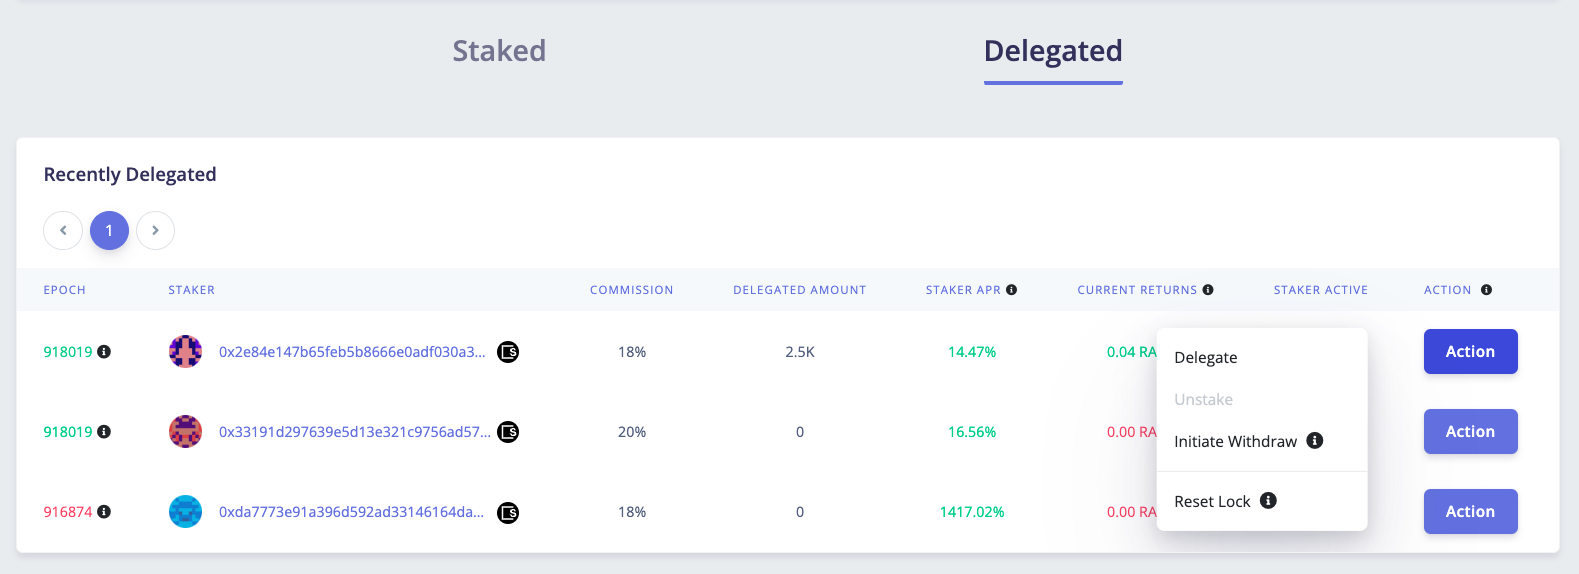 Staked
Delegated
Recently Delegated
1
EPOCH STAKER COMMISSION DELEGATED AMOUNT STAKER APR CURRENT RETURNS STAKER ACTIVE ACTION
918019 0x2e84e147b65feb5b8666e0adf030a3... 18% 2.5K 14.47% 0.04 RA Action
918019 0x33191d297639e5d13e321c9756ad57... 20% 0 16.56% 0.00 RA Action
916874 0xda7773e91a396d592ad33146164da... 18% 0 1417.02% 0.00 RA Action
Delegate
Unstake
Initiate Withdraw
Reset Lock